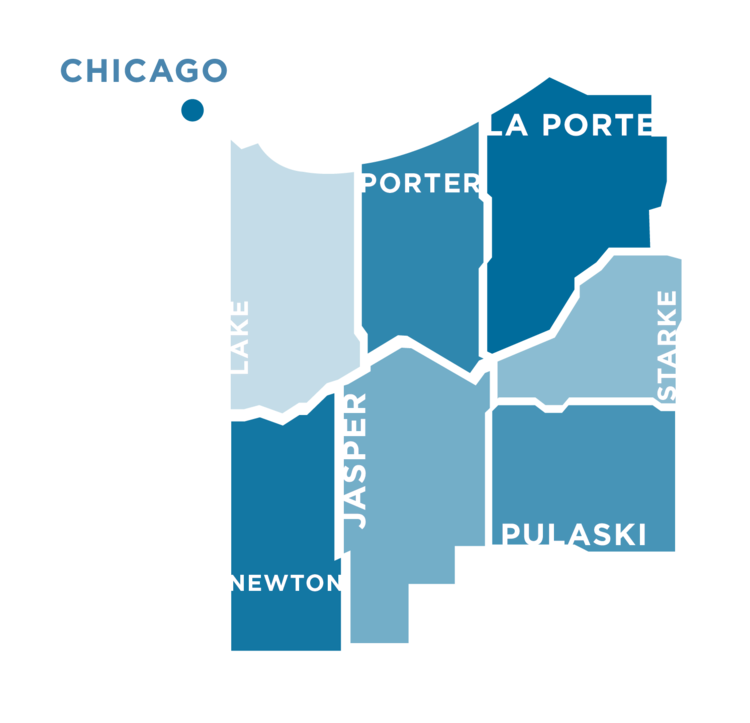 CHICAGO
LA PORTE
PORTER
LAKE
STARKE
JASPER
PULASKI
NEWTON